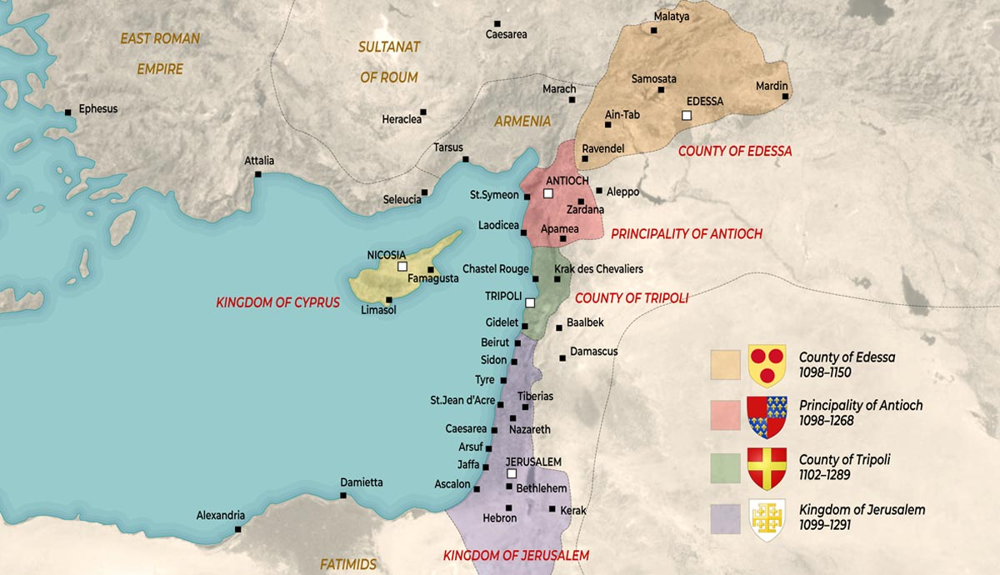 Malatya
EAST ROMAN
EMPIRE
SULTANAT
OF ROUM
Caesarea
Marach
Samosata
Mardin
EDESSA
Ephesus
Heraclea
ARMENIA
Ain-Tab
Ravendel
COUNTY OF EDESSA
Tarsus
Attalia
Seleucia
St.Symeon
ANTIOCH
Aleppo
Zardana
Laodicea
Apamea
PRINCIPALITY OF ANTIOCH
NICOSIA
Famagusta
Limasol
KINGDOM OF CYPRUS
Chastel Rouge
Krak des Chevaliers
TRIPOLI
COUNTY OF TRIPOLI
Gidelet
Baalbek
Beirut
Damascus
Sidon
Tyre
St.Jean d'Acre
Tiberias
Caesarea
Nazareth
Arsuf
Jaffa
JERUSALEM
Ascalon
Bethlehem
Hebron
Kerak
Damietta
Alexandria
FATIMIDS
KINGDOM OF JERUSALEM
County of Edessa
1098–1150
Principality of Antioch
1098–1268
County of Tripoli
1102–1289
Kingdom of Jerusalem
1099–1291